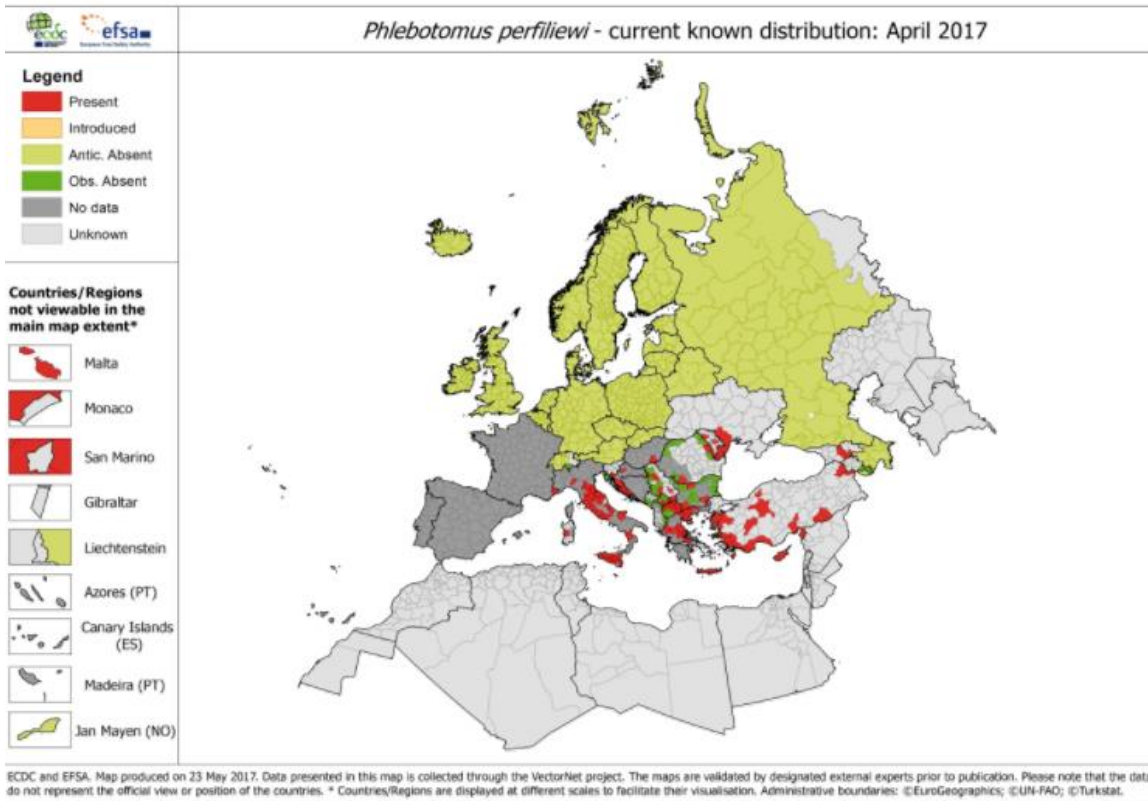 ecdc
efsa
European Food Safety Authority
Phlebotomus perfiliewi - current known distribution: April 2017
Legend
Present
Introduced
Antic. Absent
Obs. Absent
No data
Unknown
Countries/Regions
not viewable in the
main map extent*
Malta
Monaco
San Marino
Gibraltar
Liechtenstein
Azores (PT)
Canary Islands
(ES)
Madeira (PT)
Jan Mayen (NO)
ECDC and EFSA. Map produced on 23 May 2017. Data presented in this map is collected through the VectorNet project. The maps are validated by designated external experts prior to publication. Please note that the data
do not represent the official view or position of the countries. * Countries/Regions are displayed at different scales to facilitate their visualisation. Administrative boundaries: ©EuroGeographics; ©UN-FAO; ©Turkstat.